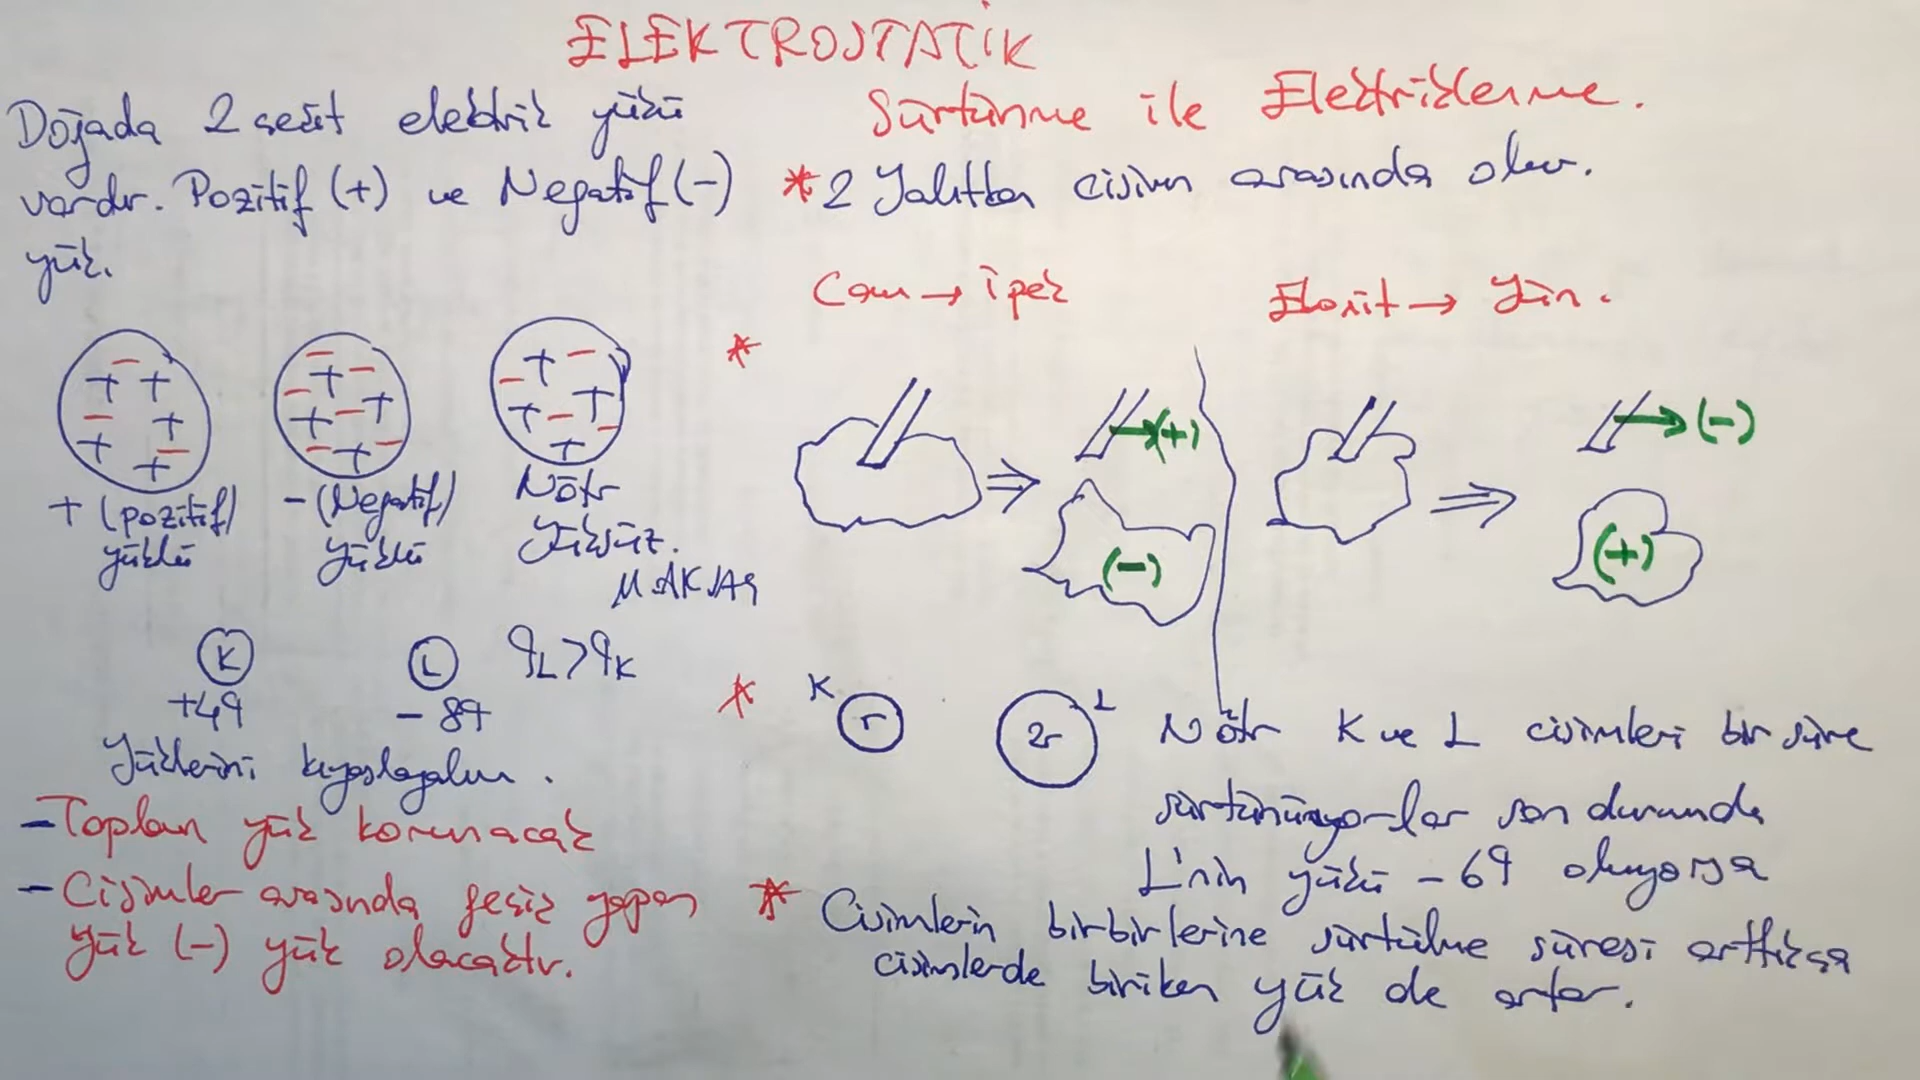 ELEKTROSTATİK
Doğada 2 çeşit elektrik yükü
vardır. Pozitif (+) ve Negatif (-)
yük.
+ (pozitif)
yüklü
- (Negatif)
yüklü
Nötr
Yüksüz.
K
+4q
L
- 8q
qL>qK
Yüklerini kıyaslayalım.
- Toplam yük korunacak
- Cisimler arasında geçiş yapan
yük (-) yük olacaktır.
Sürtünme ile Elektriklenme.
* 2 Yalıtkan cisim arasında olur.
Cam → ipek
Ebonit → Yün.
*
(+)
(-)
(-)
(+)
* K r
2r L
Nötr K ve L cisimleri bir süre
sürtünüyorlar son durumda
L'nin yükü -6q oluyorsa
* Cisimlerin birbirlerine sürtülme süresi arttıkça
cisimlerde biriken yük de artar.